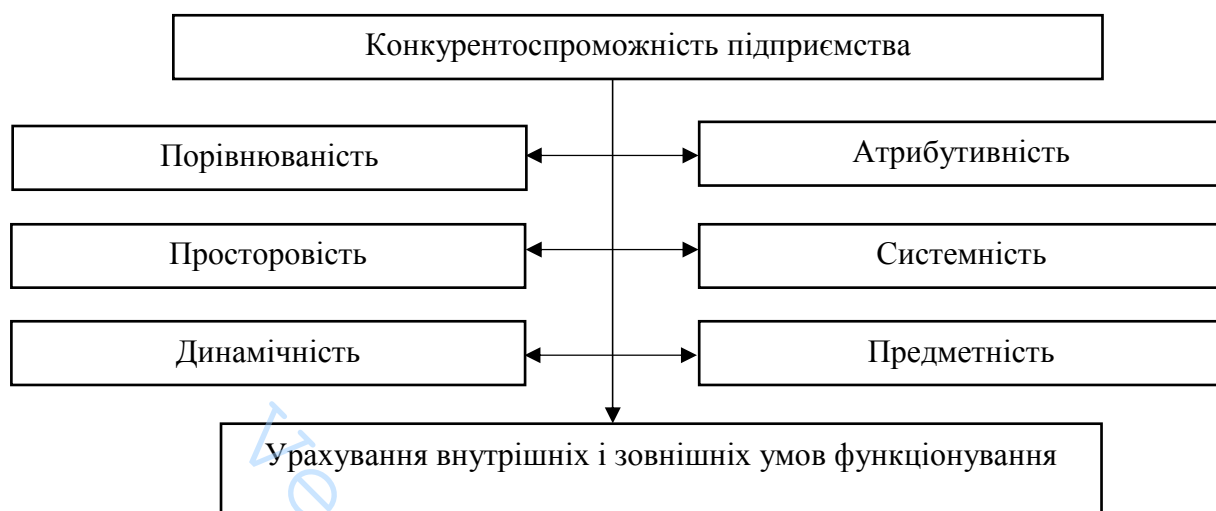 Конкурентоспроможність підприємства
Порівнюваність
Атрибутивність
Просторовість
Системність
Динамічність
Предметність
Урахування внутрішніх і зовнішніх умов функціонування